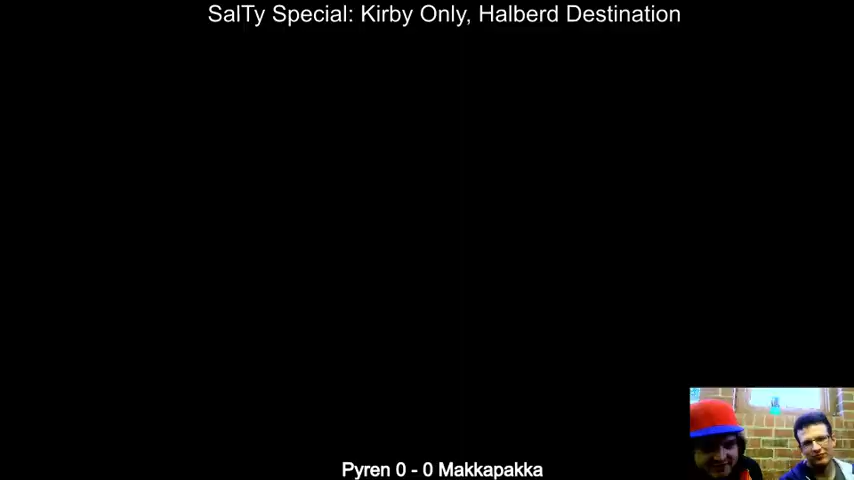 SalTy Special: Kirby Only, Halberd Destination
Pyren 0 - 0 Makkapakka